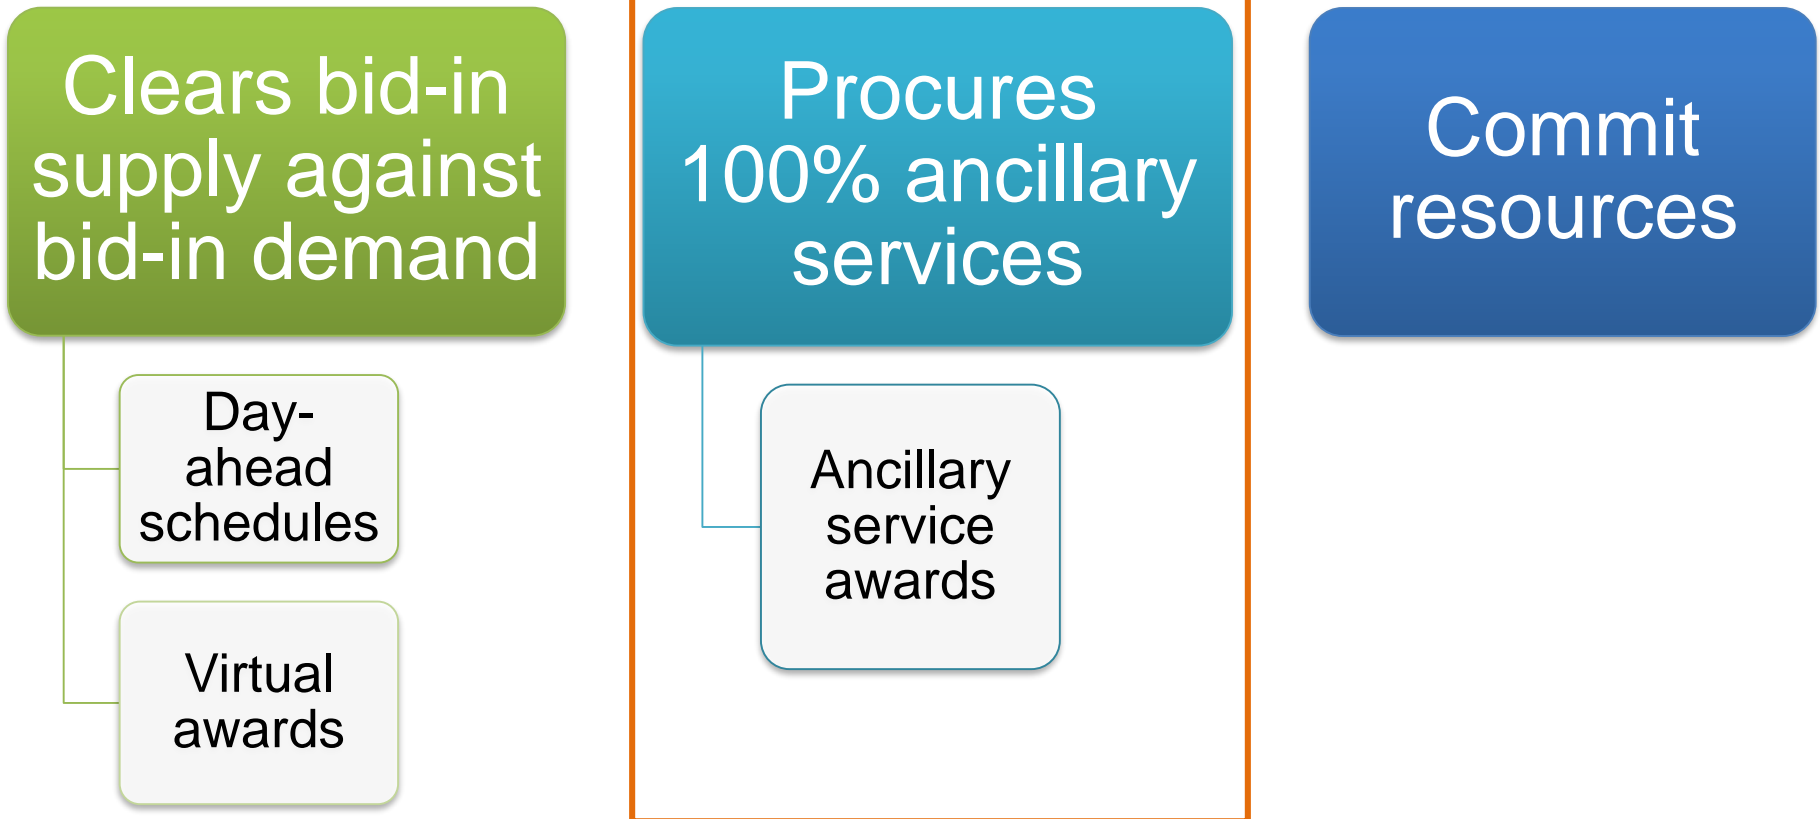 Clears bid-in
supply against
bid-in demand
Day-
ahead
schedules
Virtual
awards
Procures
100% ancillary
services
Ancillary
service
awards
Commit
resources